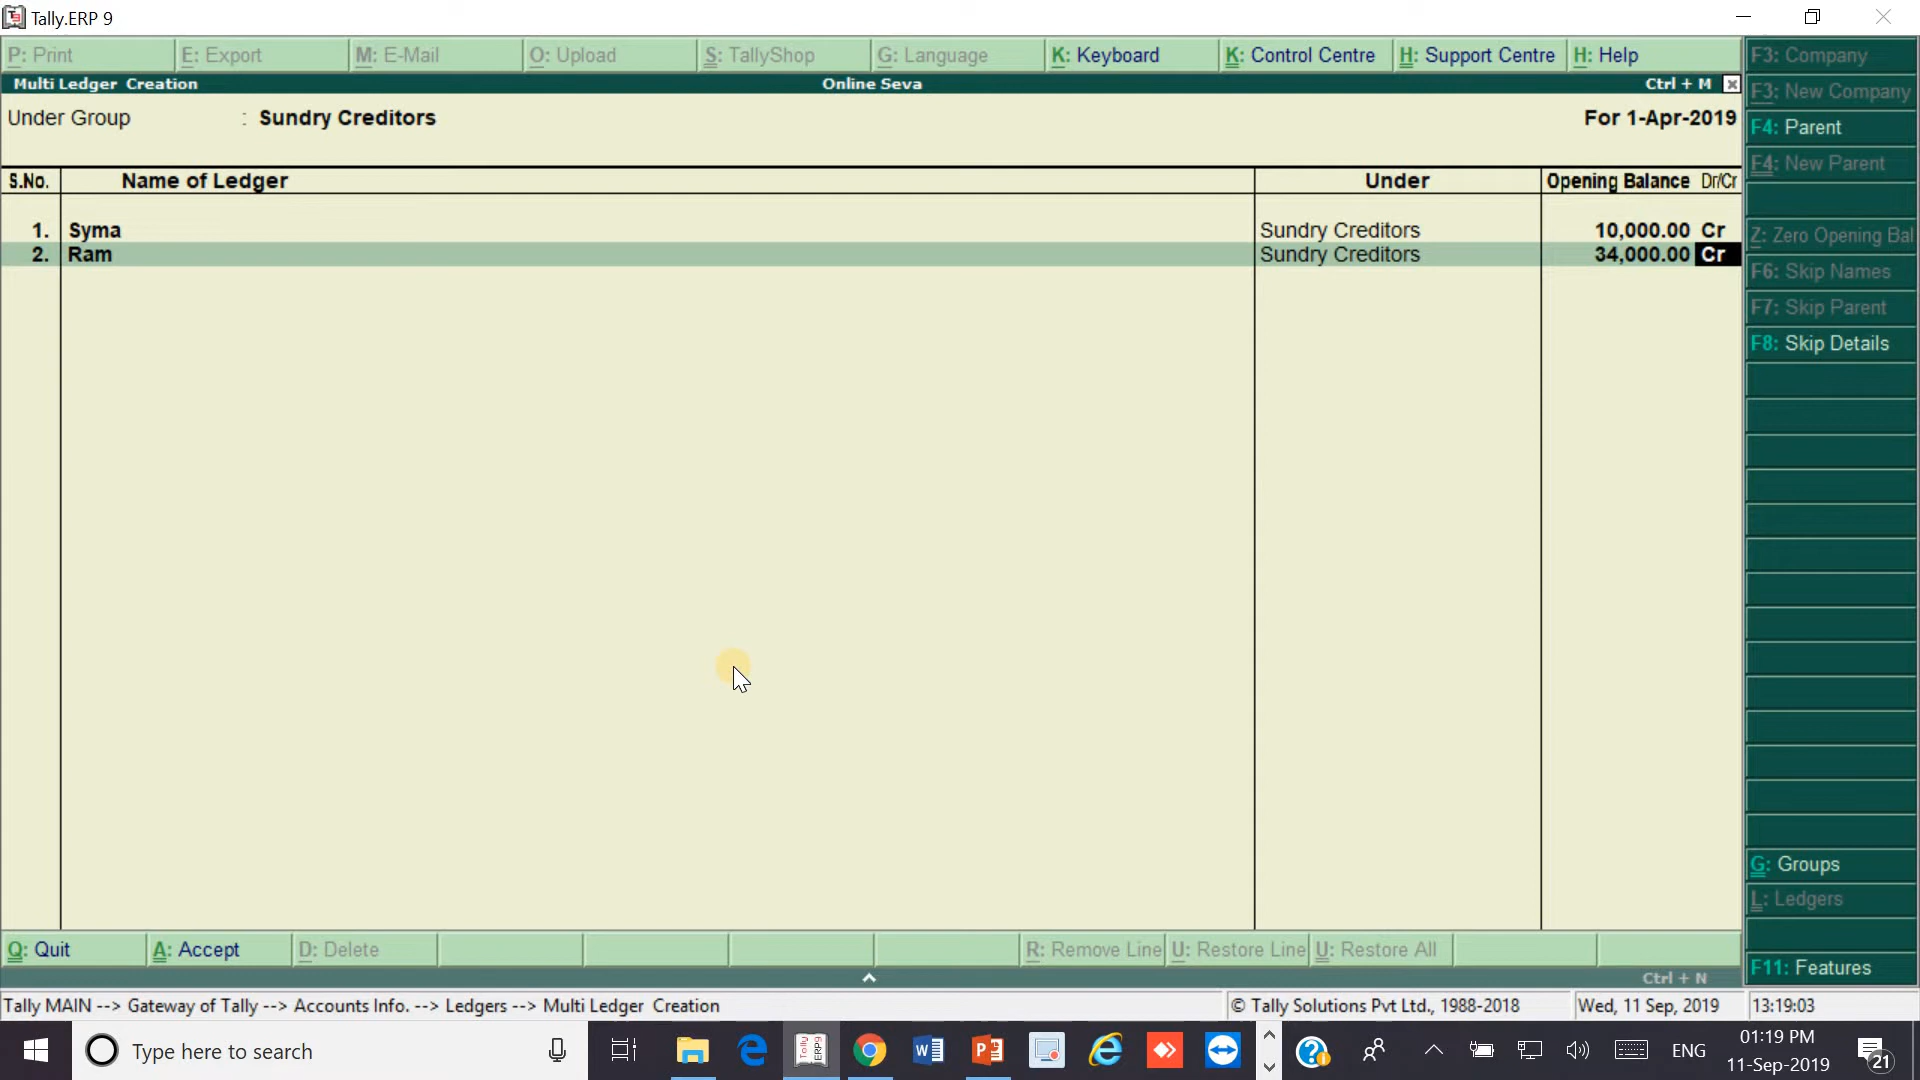 Tally.ERP 9
P: Print E: Export M: E-Mail O: Upload S: TallyShop G: Language K: Keyboard K: Control Centre H: Support Centre H: Help
Multi Ledger Creation Online Seva Ctrl + M
Under Group : Sundry Creditors For 1-Apr-2019
S.No. Name of Ledger Under Opening Balance Dr/Cr
1. Syma Sundry Creditors 10,000.00 Cr
2. Ram Sundry Creditors 34,000.00 Cr
F3: Company
F3: New Company
F4: Parent
F4: New Parent
Z: Zero Opening Bal
F6: Skip Names
F7: Skip Parent
F8: Skip Details
G: Groups
L: Ledgers
F11: Features
Q: Quit A: Accept D: Delete R: Remove Line U: Restore Line U: Restore All
Ctrl + N
Tally MAIN --> Gateway of Tally --> Accounts Info. --> Ledgers --> Multi Ledger Creation © Tally Solutions Pvt Ltd., 1988-2018 Wed, 11 Sep, 2019 13:19:03
Type here to search ENG 01:19 PM
11-Sep-2019 21